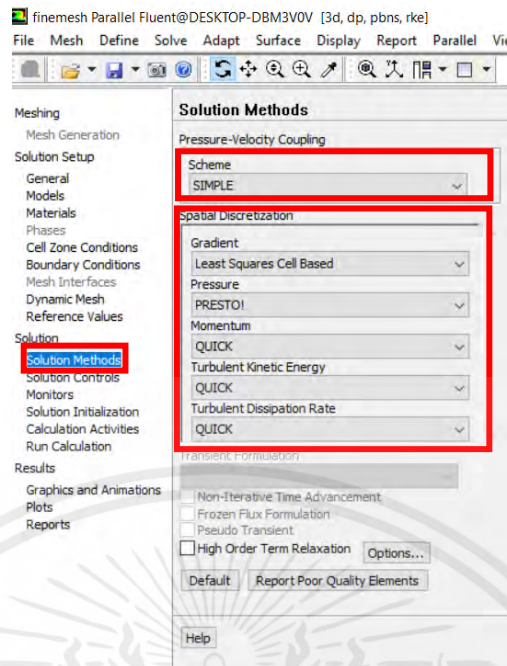 finemesh Parallel Fluent@DESKTOP-DBM3V0V [3d, dp, pbns, rke]
File Mesh Define Solve Adapt Surface Display Report Parallel
Meshing
Mesh Generation
Solution Setup
General
Models
Materials
Phases
Cell Zone Conditions
Boundary Conditions
Mesh Interfaces
Dynamic Mesh
Reference Values
Solution
Solution Methods
Solution Controls
Monitors
Solution Initialization
Calculation Activities
Run Calculation
Results
Graphics and Animations
Plots
Reports
Solution Methods
Pressure-Velocity Coupling
Scheme
SIMPLE
Spatial Discretization
Gradient
Least Squares Cell Based
Pressure
PRESTO!
Momentum
QUICK
Turbulent Kinetic Energy
QUICK
Turbulent Dissipation Rate
QUICK
Transient Formulation
Non-Iterative Time Advancement
Frozen Flux Formulation
Pseudo Transient
High Order Term Relaxation Options...
Default Report Poor Quality Elements
Help